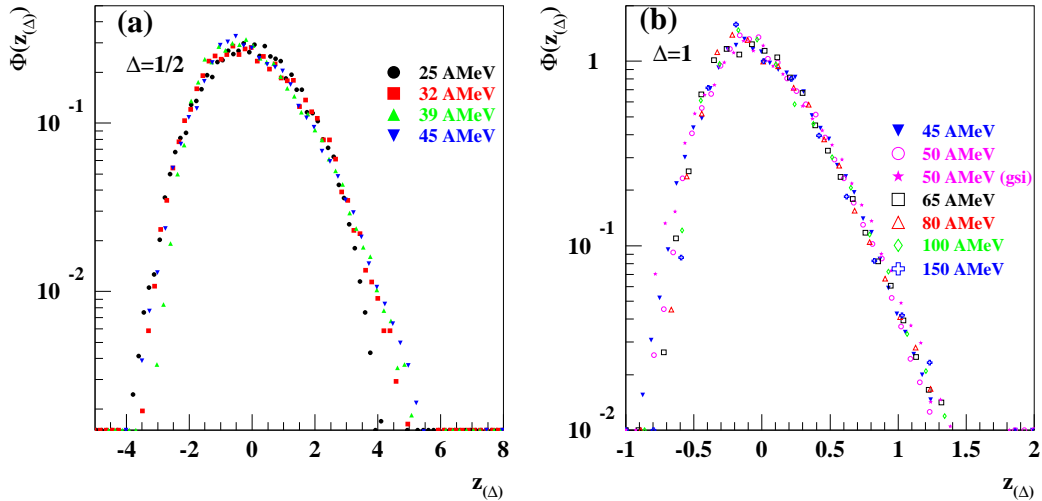 (a)
Φ(z(Δ))
Δ=1/2
25 AMeV
32 AMeV
39 AMeV
45 AMeV
10⁻¹
10⁻²
-4 -2 0 2 4 6 8
z(Δ)
(b)
Φ(z(Δ))
Δ=1
45 AMeV
50 AMeV
50 AMeV (gsi)
65 AMeV
80 AMeV
100 AMeV
150 AMeV
1
10⁻¹
10⁻²
-1 -0.5 0 0.5 1 1.5 2
z(Δ)